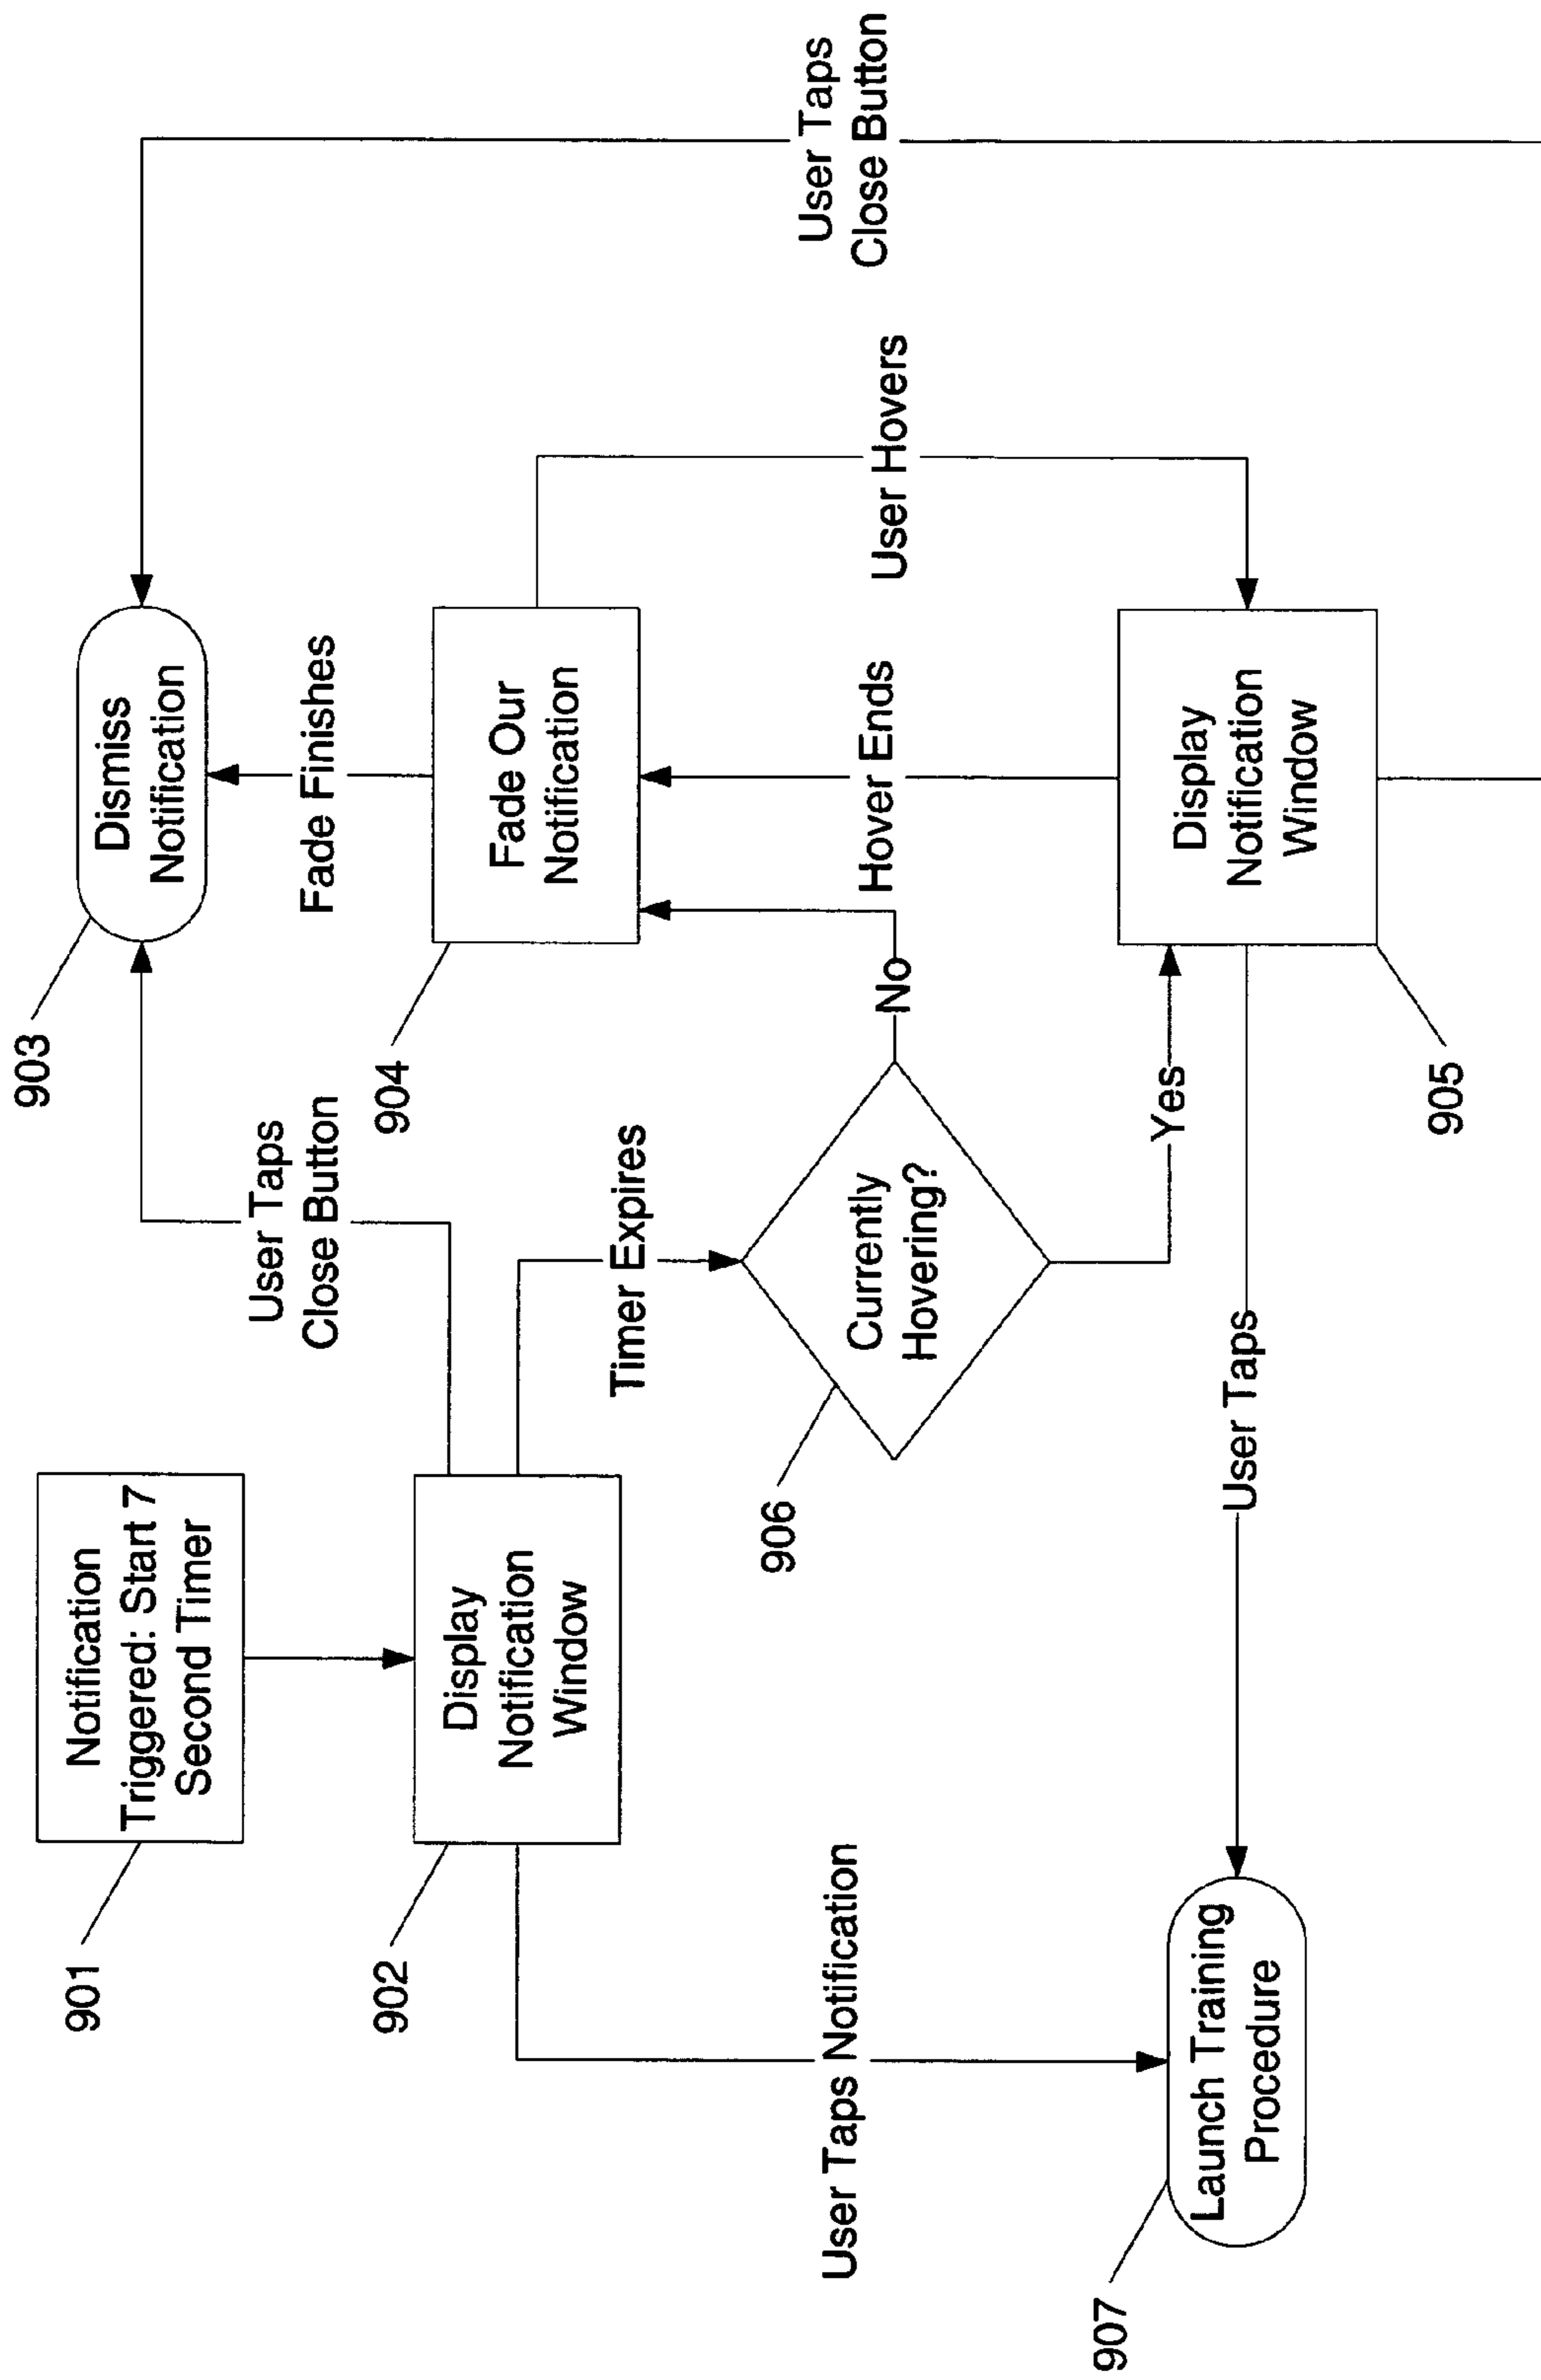 901
Notification
Triggered: Start 7
Second Timer
User Taps
Close Button
903
Dismiss
Notification
Fade Finishes
902
Display
Notification
Window
Timer Expires
904
Fade Our
Notification
User Taps Notification
906
Currently
Hovering?
No
Hover Ends
User Hovers
User Taps
Close Button
Yes
907
Launch Training
Procedure
User Taps
905
Display
Notification
Window